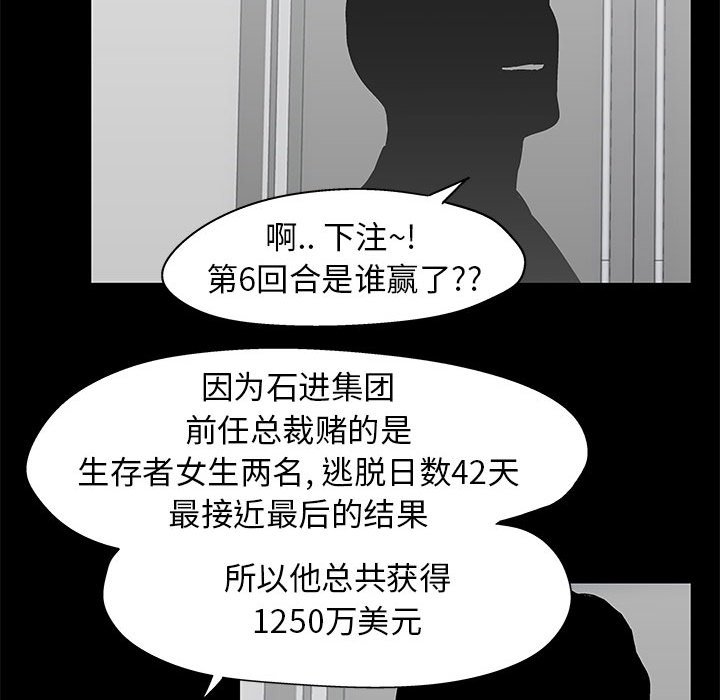 啊.. 下注~!
第6回合是谁赢了??
因为石进集团
前任总裁赌的是
生存者女生两名, 逃脱日数42天
最接近最后的结果
所以他总共获得
1250万美元